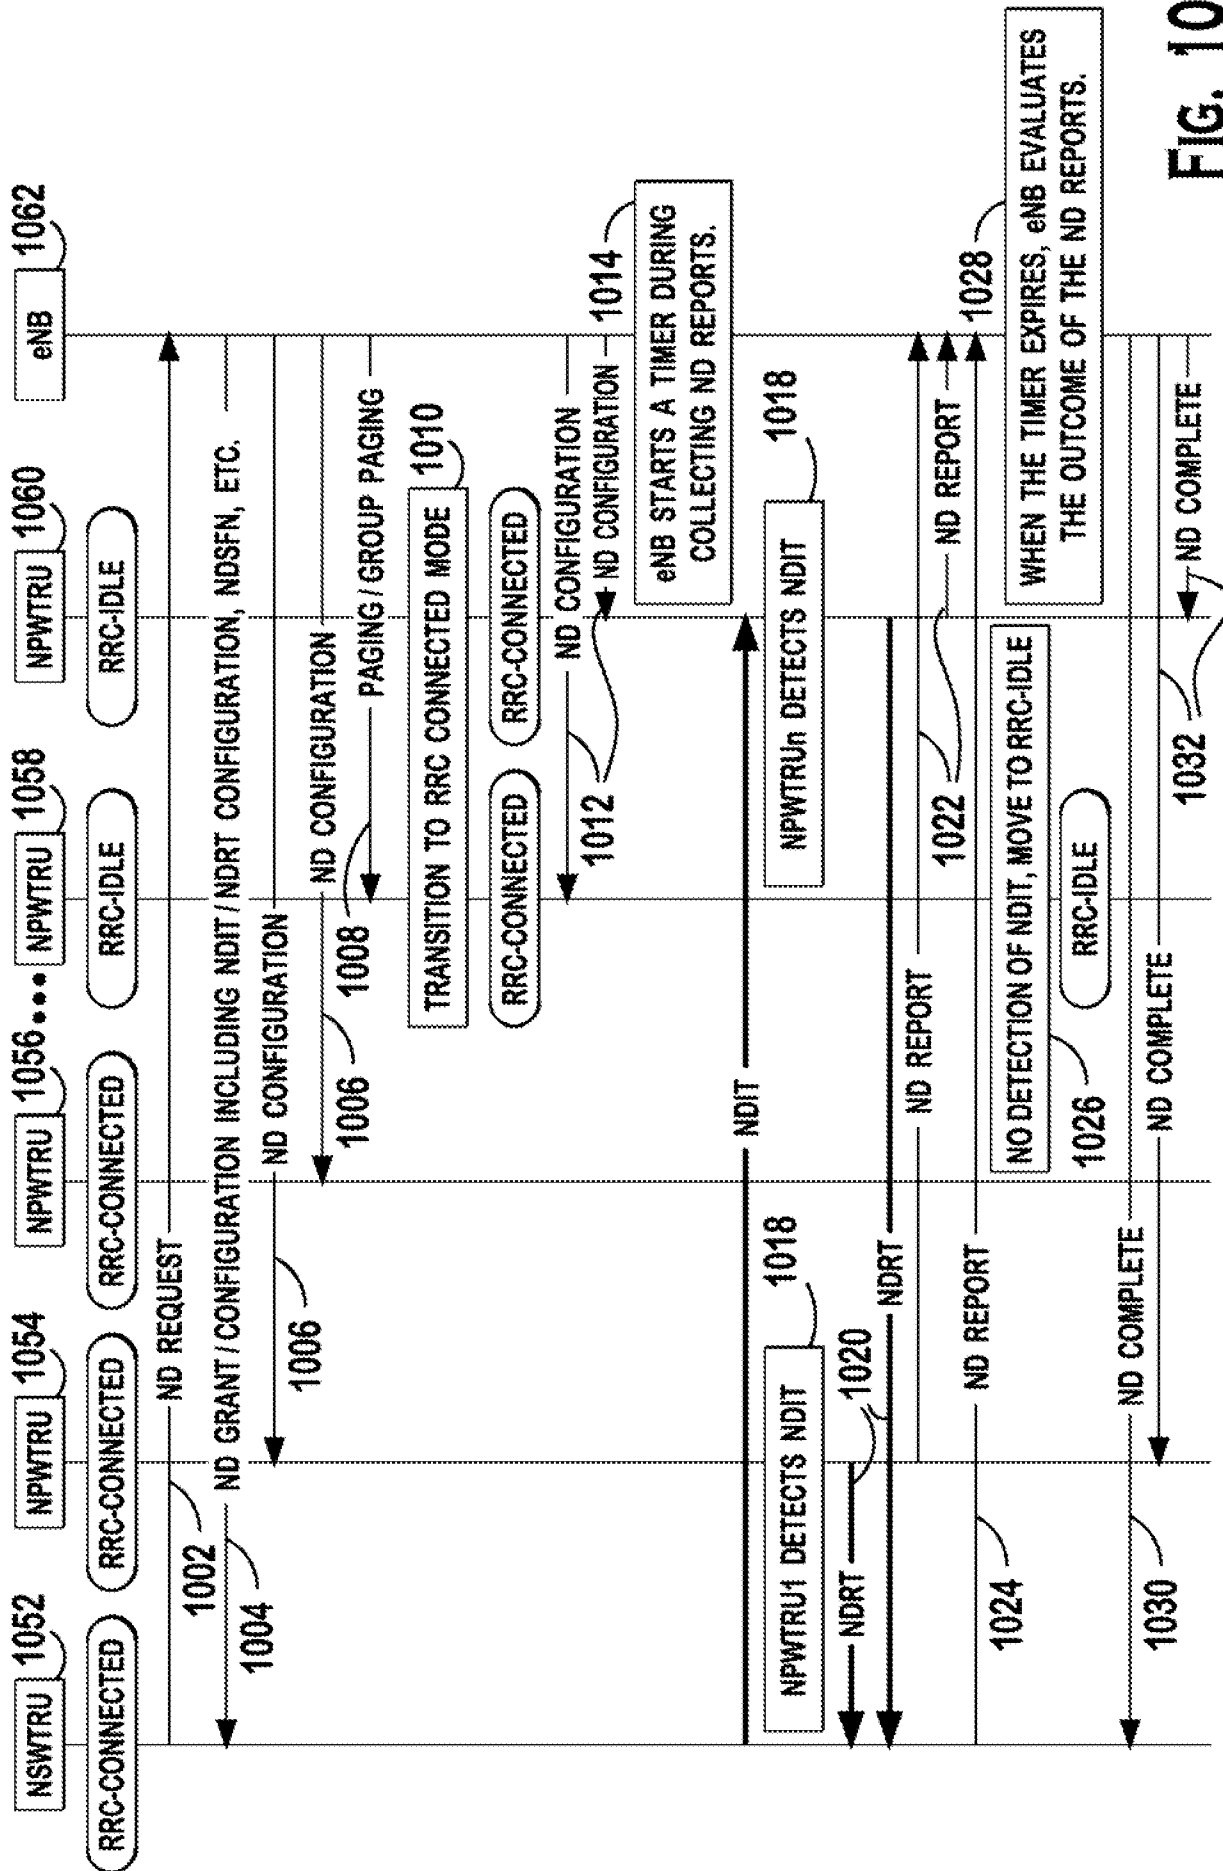 NSWTRU
1052
NPWTRU
1054
NPWTRU
1056
•••
NPWTRU
1058
NPWTRU
1060
eNB
1062
RRC-CONNECTED
RRC-CONNECTED
RRC-CONNECTED
RRC-IDLE
RRC-IDLE
ND REQUEST
1002
ND GRANT/CONFIGURATION INCLUDING NDIT/NDRT CONFIGURATION, NDSFN, ETC.
1004
ND CONFIGURATION
1006
ND CONFIGURATION
1006
PAGING/GROUP PAGING
1008
TRANSITION TO RRC CONNECTED MODE
1010
RRC-CONNECTED
RRC-CONNECTED
ND CONFIGURATION
ND CONFIGURATION
1012
1014
eNB STARTS A TIMER DURING
COLLECTING ND REPORTS.
NDIT
NPWTRU1 DETECTS NDIT
1018
NPWTRUn DETECTS NDIT
1018
NDRT
1020
NDRT
ND REPORT
ND REPORT
1022
ND REPORT
1024
NO DETECTION OF NDIT, MOVE TO RRC-IDLE
1026
RRC-IDLE
1028
WHEN THE TIMER EXPIRES, eNB EVALUATES
THE OUTCOME OF THE ND REPORTS.
ND COMPLETE
1030
ND COMPLETE
ND COMPLETE
1032
FIG. 10